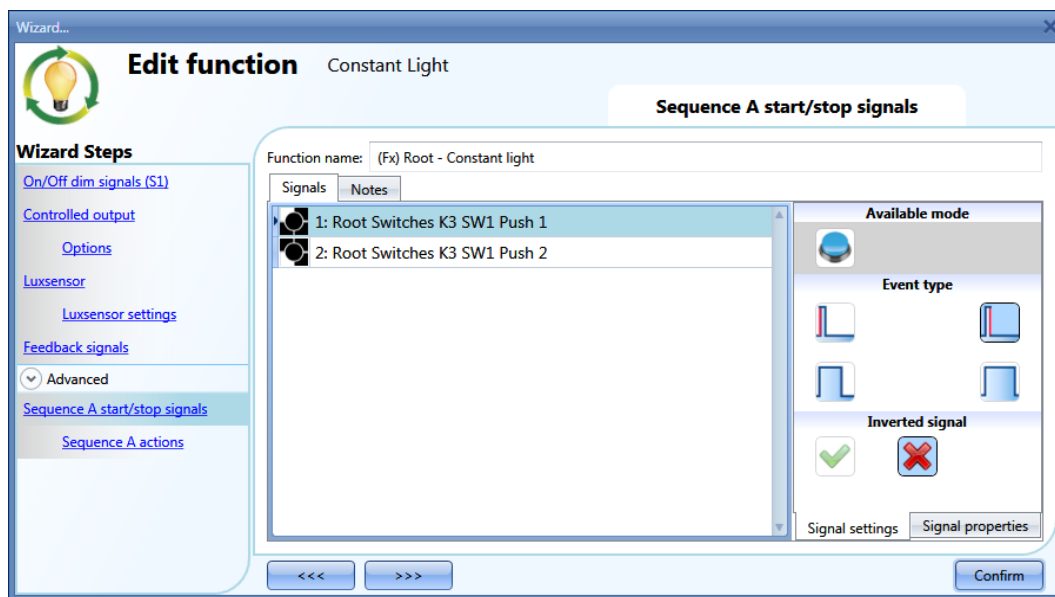 Wizard...
Edit function Constant Light
Sequence A start/stop signals
Wizard Steps
On/Off dim signals (S1)
Controlled output
Options
Luxsensor
Luxsensor settings
Feedback signals
Advanced
Sequence A start/stop signals
Sequence A actions
Function name: (Fx) Root - Constant light
Signals Notes
1: Root Switches K3 SW1 Push 1
2: Root Switches K3 SW1 Push 2
Available mode
Event type
Inverted signal
Signal settings Signal properties
<<< >>> Confirm